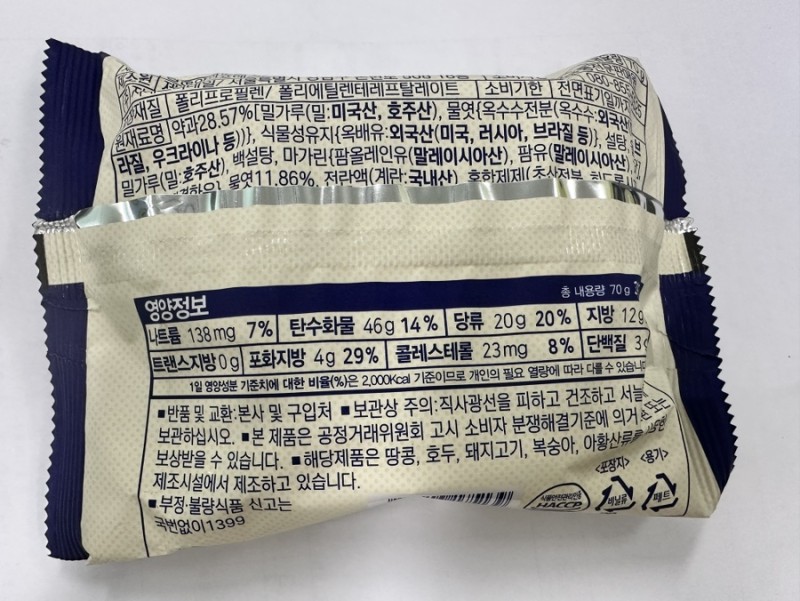 재질 폴리프로필렌/ 폴리에틸렌테레프탈레이트 소비기한 전면표기일까지
원재료명 약과28.57%[밀가루(밀:미국산, 호주산), 물엿{옥수수전분(옥수수:외국산
라질, 우크라이나 등))}, 식물성유지{옥배유:외국산(미국, 러시아, 브라질 등)}, 설탕
밀가루(밀:호주산) 백설탕, 마가린{팜올레인유(말레이시아산), 팜유(말레이시아산)
물엿11.86%, 전란액(계란:국내산)
영양정보 총 내용량 70g
나트륨 138mg 7% 탄수화물 46g 14% 당류 20g 20% 지방 12g
트랜스지방 0g 포화지방 4g 29% 콜레스테롤 23mg 8% 단백질
1일 영양성분 기준치에 대한 비율(%)은 2,000Kcal 기준이므로 개인의 필요 열량에 따라 다를 수 있습니
■반품 및 교환:본사 및 구입처 ■보관상 주의:직사광선을 피하고 건조하고 서늘
보관하십시오. ■본 제품은 공정거래위원회 고시 소비자 분쟁해결기준에 의거
보상받을 수 있습니다. ■해당제품은 땅콩, 호두, 돼지고기, 복숭아, 아황산류를
제조시설에서 제조하고 있습니다. <포장지> <용기>
■부정·불량식품 신고는 HACCP 비닐류 페트
국번없이1399